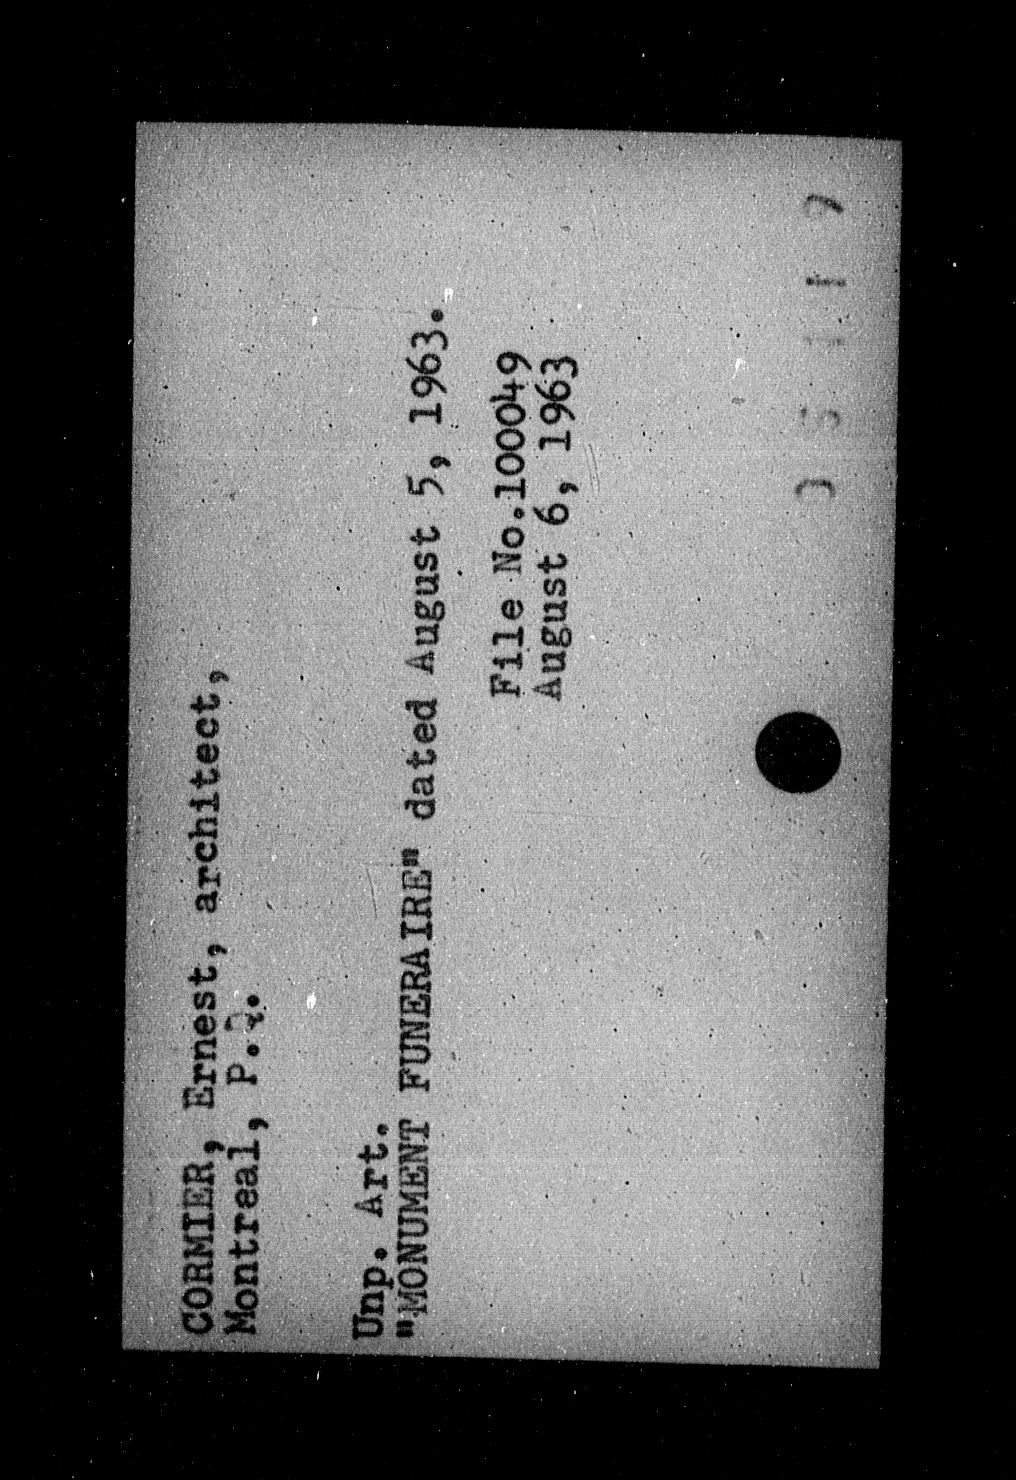 CORMIER, Ernest, architect,
Montreal, P.Q.
Unp. Art.
"MONUMENT FUNERAIRE" dated August 5, 1963.
File No.100049
August 6, 1963